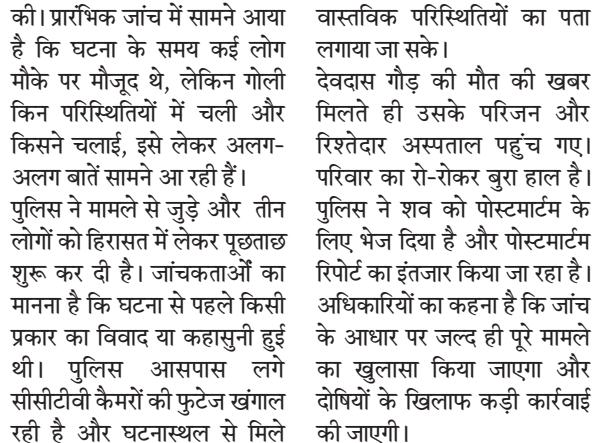 की। प्रारंभिक जांच में सामने आया
है कि घटना के समय कई लोग
मौके पर मौजूद थे, लेकिन गोली
किन परिस्थितियों में चली और
किसने चलाई, इसे लेकर अलग-
अलग बातें सामने आ रही हैं।
पुलिस ने मामले से जुड़े और तीन
लोगों को हिरासत में लेकर पूछताछ
शुरू कर दी है। जांचकताओं का
मानना है कि घटना से पहले किसी
प्रकार का विवाद या कहासुनी हुई
थी। पुलिस आसपास लगे
सीसीटीवी कैमरों की फुटेज खंगाल
रही है और घटनास्थल से मिले
वास्तविक परिस्थितियों का पता
लगाया जा सके।
देवदास गौड़ की मौत की खबर
मिलते ही उसके परिजन और
रिश्तेदार अस्पताल पहुंच गए।
परिवार का रो-रोकर बुरा हाल है।
पुलिस ने शव को पोस्टमार्टम के
लिए भेज दिया है और पोस्टमार्टम
रिपोर्ट का इंतजार किया जा रहा है।
अधिकारियों का कहना है कि जांच
के आधार पर जल्द ही पूरे मामले
का खुलासा किया जाएगा और
दोषियों के खिलाफ कड़ी कार्रवाई
की जाएगी।